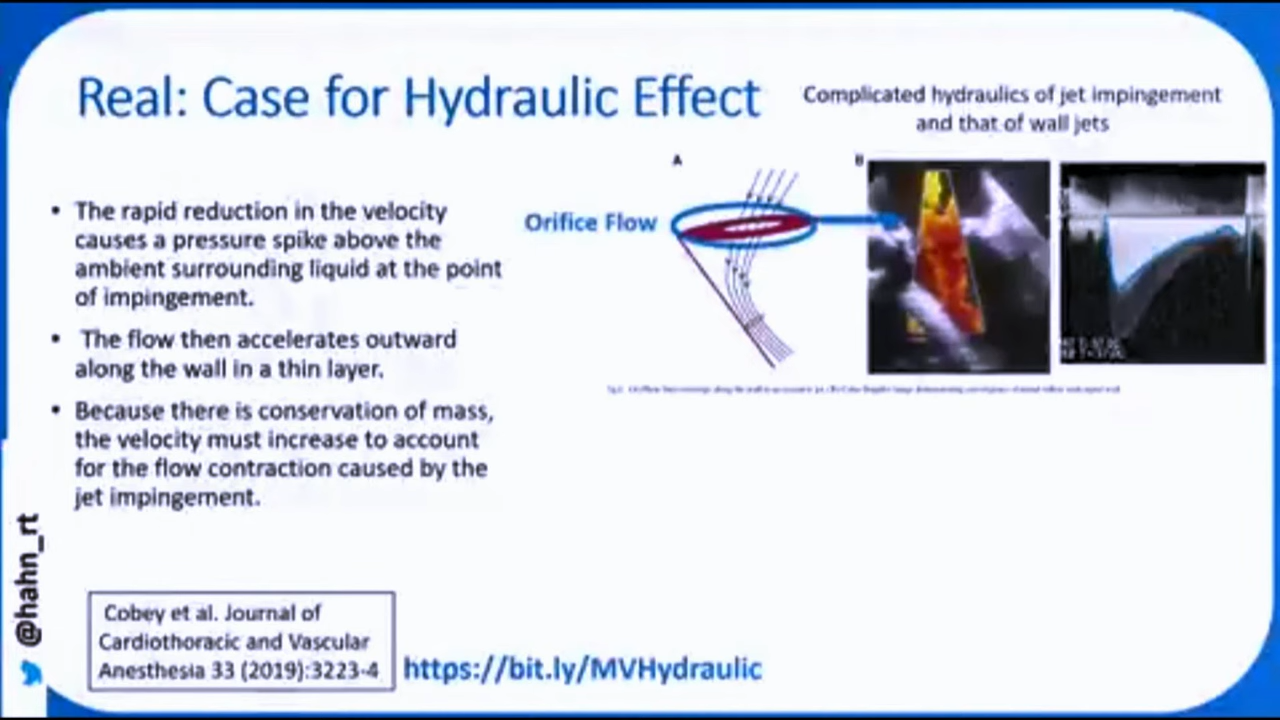 Real: Case for Hydraulic Effect
Complicated hydraulics of jet impingement
and that of wall jets
• The rapid reduction in the velocity
causes a pressure spike above the
ambient surrounding liquid at the point
of impingement.
• The flow then accelerates outward
along the wall in a thin layer.
• Because there is conservation of mass,
the velocity must increase to account
for the flow contraction caused by the
jet impingement.
A
B
Orifice Flow
@hahn_rt
Cobey et al. Journal of
Cardiothoracic and Vascular
Anesthesia 33 (2019):3223-4
https://bit.ly/MVHydraulic